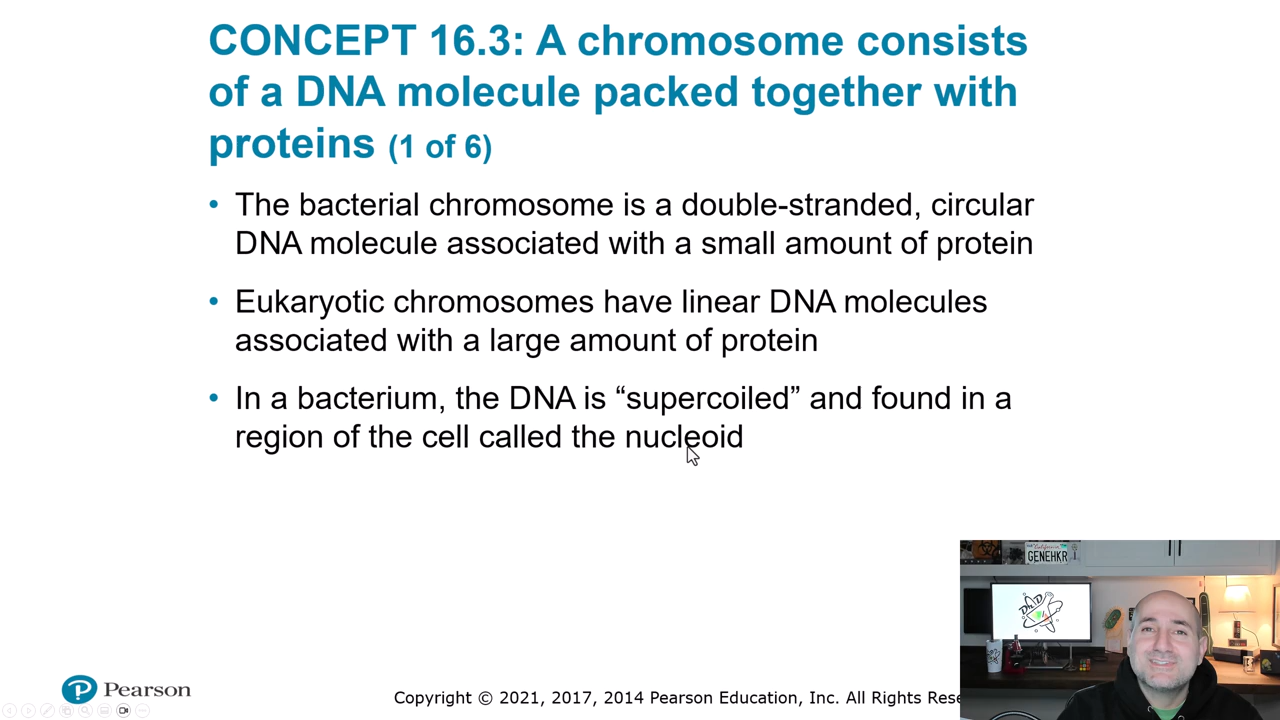 CONCEPT 16.3: A chromosome consists
of a DNA molecule packed together with
proteins (1 of 6)
• The bacterial chromosome is a double-stranded, circular
DNA molecule associated with a small amount of protein
• Eukaryotic chromosomes have linear DNA molecules
associated with a large amount of protein
• In a bacterium, the DNA is “supercoiled” and found in a
region of the cell called the nucleoid
California
GENEHKR
Pearson
Copyright © 2021, 2017, 2014 Pearson Education, Inc. All Rights Rese